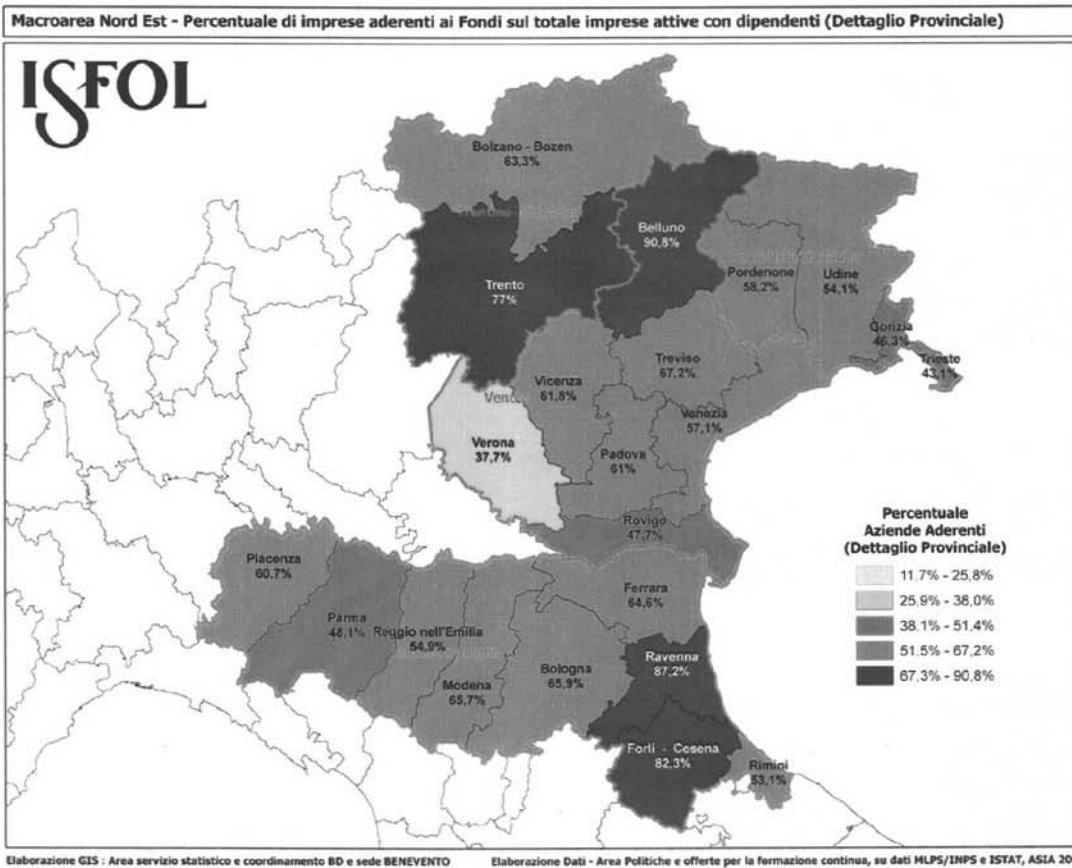 Macroarea Nord Est - Percentuale di imprese aderenti ai Fondi sul totale imprese attive con dipendenti (Dettaglio Provinciale)
ISFOL
Bolzano - Bozen
63,3%
Belluno
90,8%
Trento
77%
Pordenone
58,2%
Udine
54,1%
Gorizia
46,3%
Trieste
43,1%
Treviso
67,2%
Vicenza
61,8%
Venezia
57,1%
Verona
37,7%
Padova
61%
Rovigo
47,7%
Piacenza
60,7%
Parma
48,1%
Reggio nell'Emilia
54,9%
Modena
65,7%
Bologna
65,9%
Ferrara
64,6%
Ravenna
87,2%
Forlì - Cesena
82,3%
Rimini
53,1%
Percentuale
Aziende Aderenti
(Dettaglio Provinciale)
11.7% - 25,8%
25,9% - 38,0%
38.1% - 51.4%
51.5% - 67,2%
67.3% - 90,8%
Elaborazione GIS : Area servizio statistico e coordinamento BD e sede BENEVENTO
Elaborazione Dati - Area Politiche e offerte per la formazione continua, su dati MLPS/INPS e ISTAT, ASIA 20